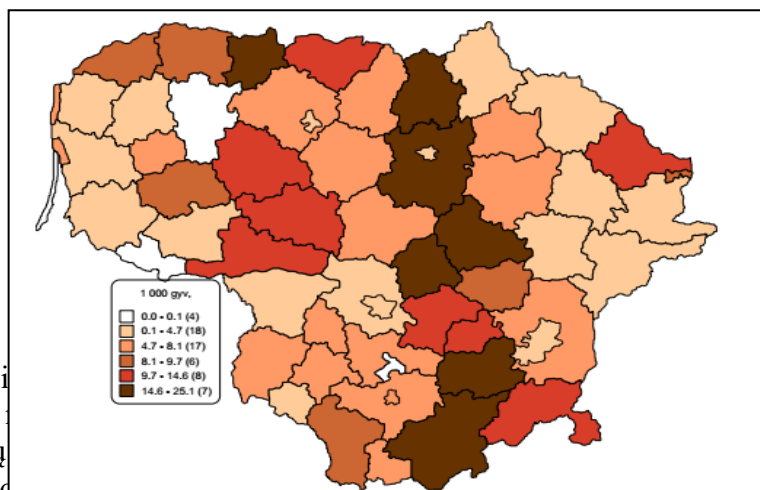 1 000 gyv,
0.0 - 0.1 (4)
0.1 - 4.7 (18)
4.7 - 8.1 (17)
8.1 - 9.7 (6)
9.7 - 14.6 (8)
14.6 - 25.1 (7)